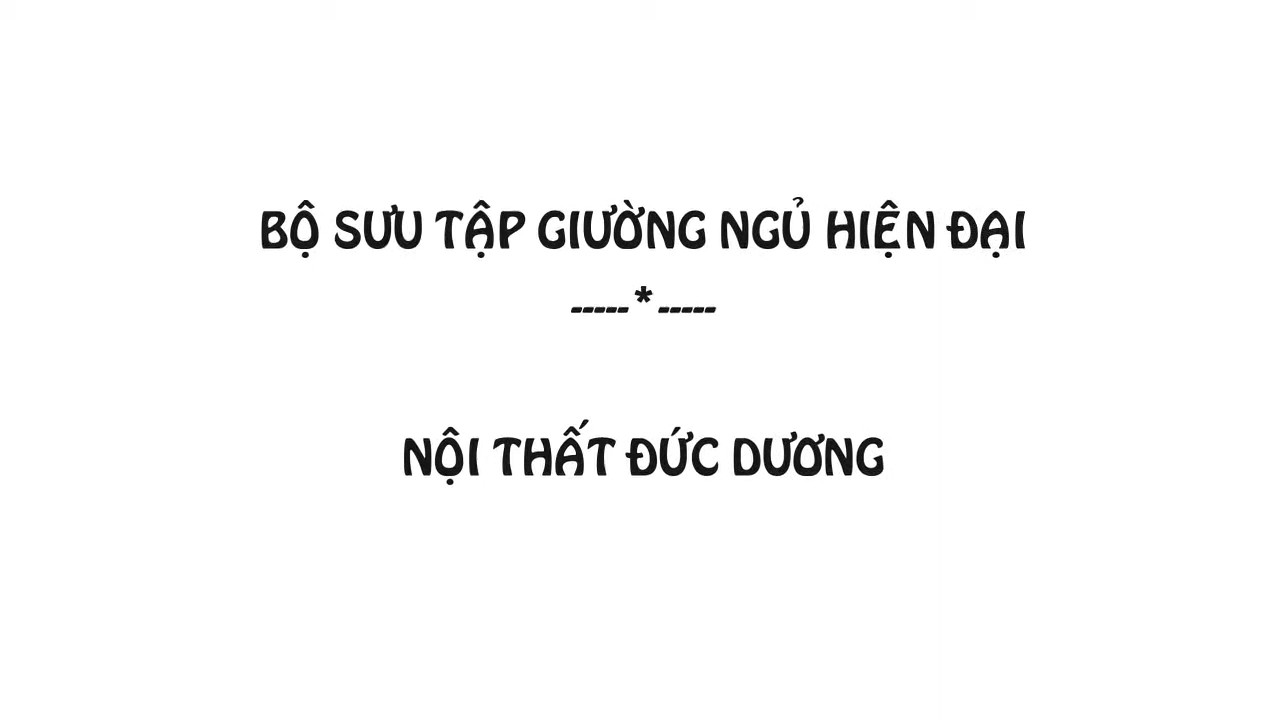 BỘ SƯU TẬP GIƯỜNG NGỦ HIỆN ĐẠI
-----*-----
NỘI THẤT ĐỨC DƯƠNG